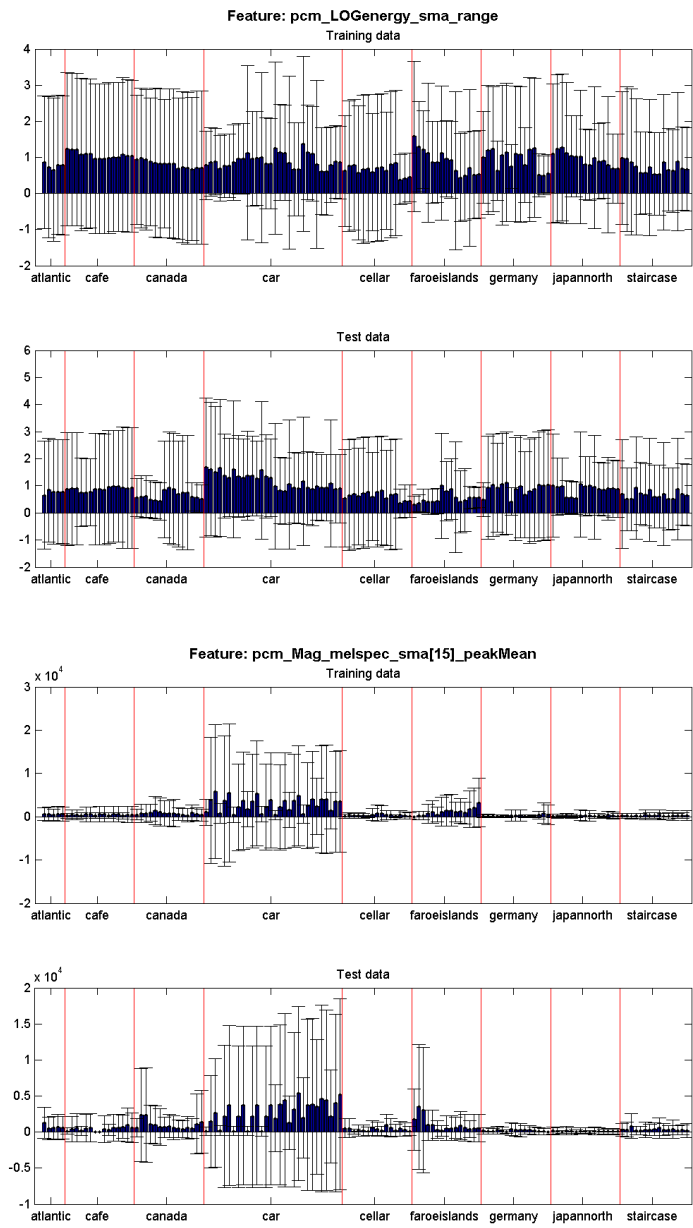 Feature: pcm_LOGenergy_sma_range
Training data
4
3
2
1
0
-1
-2
atlantic cafe canada car cellar faroeislands germany japannorth staircase
Test data
6
5
4
3
2
1
0
-1
-2
atlantic cafe canada car cellar faroeislands germany japannorth staircase
Feature: pcm_Mag_melspec_sma[15]_peakMean
Training data
x 10^4
3
2
1
0
-1
-2
atlantic cafe canada car cellar faroeislands germany japannorth staircase
Test data
x 10^4
2
1.5
1
0.5
0
-0.5
-1
atlantic cafe canada car cellar faroeislands germany japannorth staircase